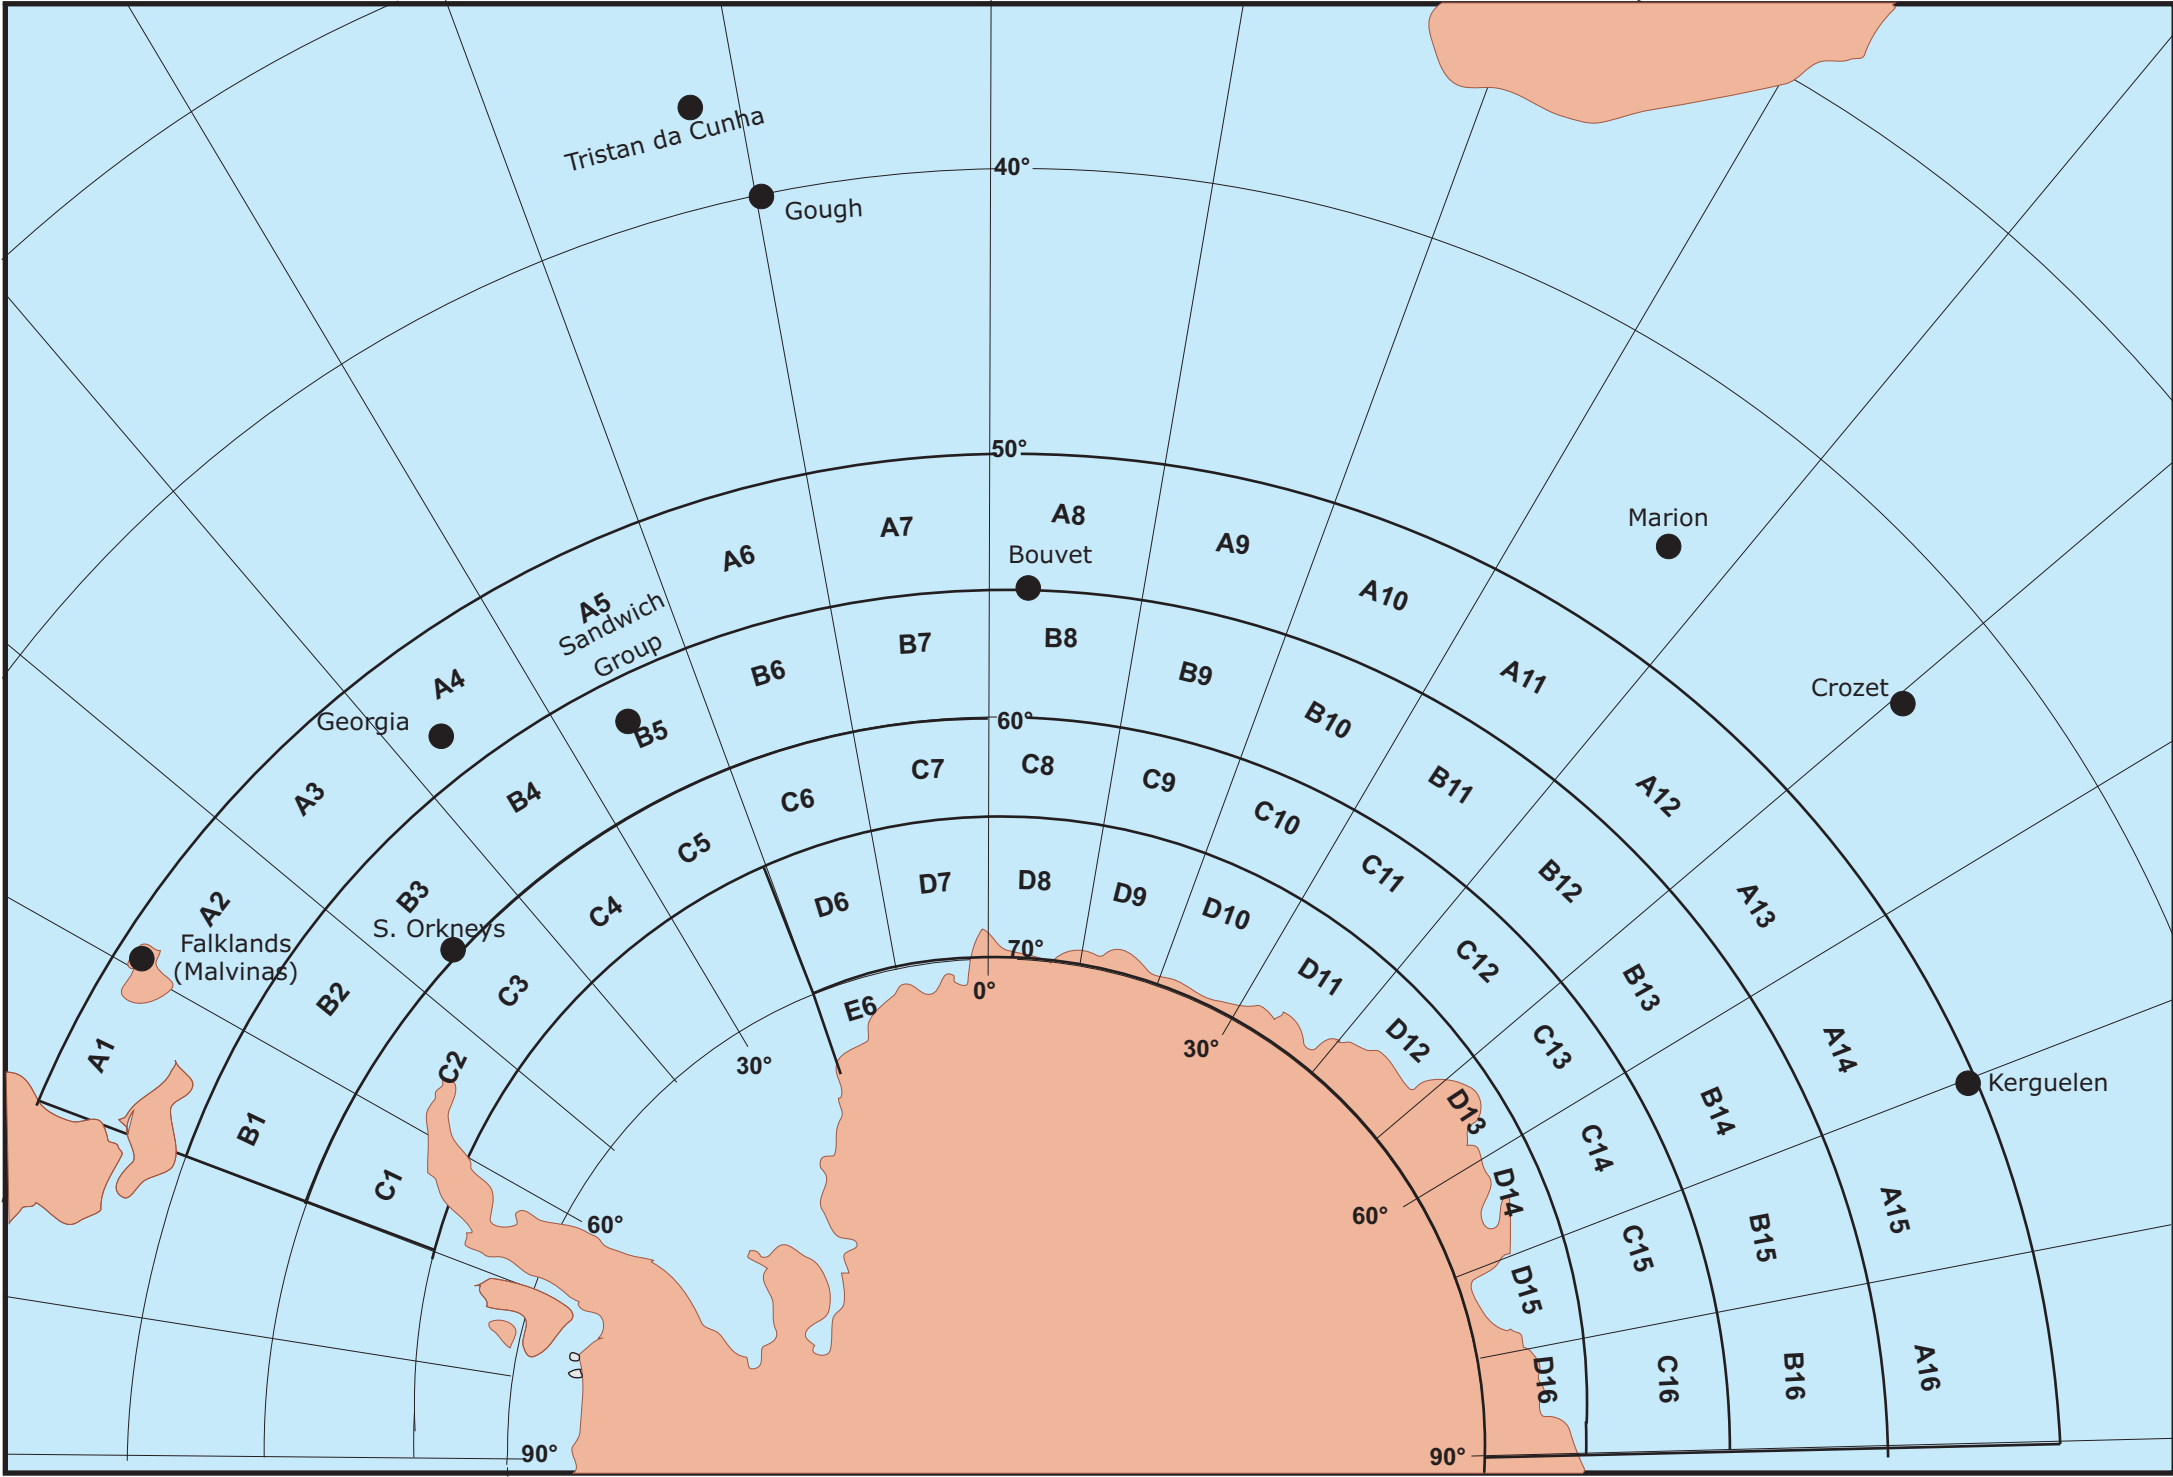 Tristan da Cunha
40°
Gough
50°
A8
A7
A9
A6
Marion
Bouvet
A10
A5
Sandwich
Group
B8
B7
B9
B6
A11
A4
Crozet
Georgia
60°
B10
B5
C8
C7
C9
B11
A12
A3
B4
C6
C10
C5
C11
B12
D8
D7
D9
B3
D6
D10
C4
A13
A2
S. Orkneys
70°
Falklands
(Malvinas)
C12
D11
0°
B13
C3
B2
E6
D12
C13
30°
A14
A1
C2
30°
Kerguelen
D13
B14
B1
C14
C1
D14
60°
60°
A15
B15
C15
D15
A16
B16
C16
D16
90°
90°